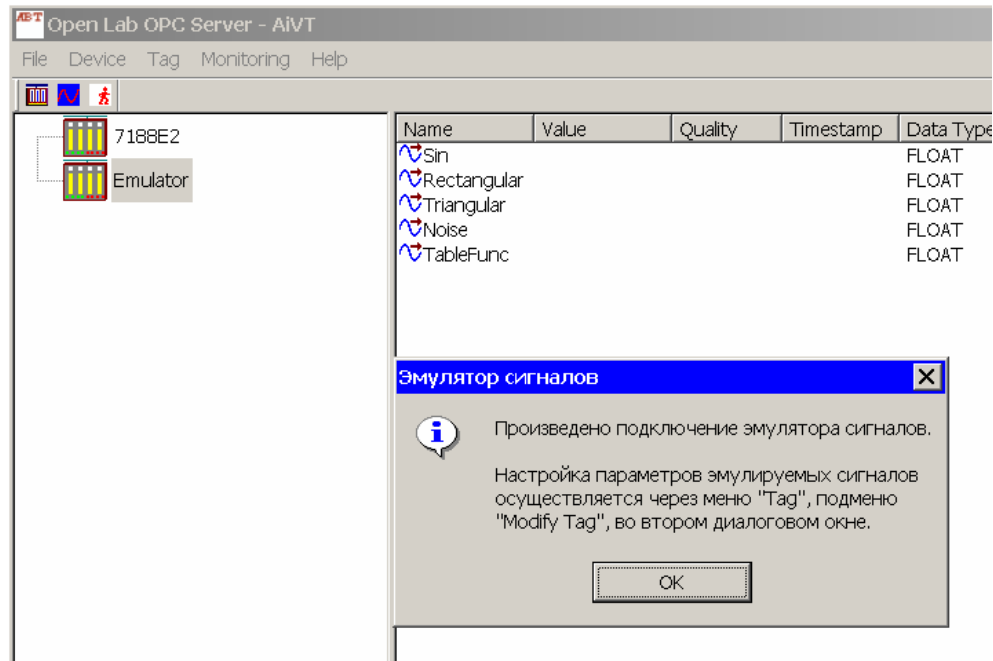 АВТ Open Lab OPC Server - AiVT
File Device Tag Monitoring Help
7188E2
Emulator
Name Value Quality Timestamp Data Type
Sin FLOAT
Rectangular FLOAT
Triangular FLOAT
Noise FLOAT
TableFunc FLOAT
Эмулятор сигналов
Произведено подключение эмулятора сигналов.
Настройка параметров эмулируемых сигналов
осуществляется через меню "Tag", подменю
"Modify Tag", во втором диалоговом окне.
OK